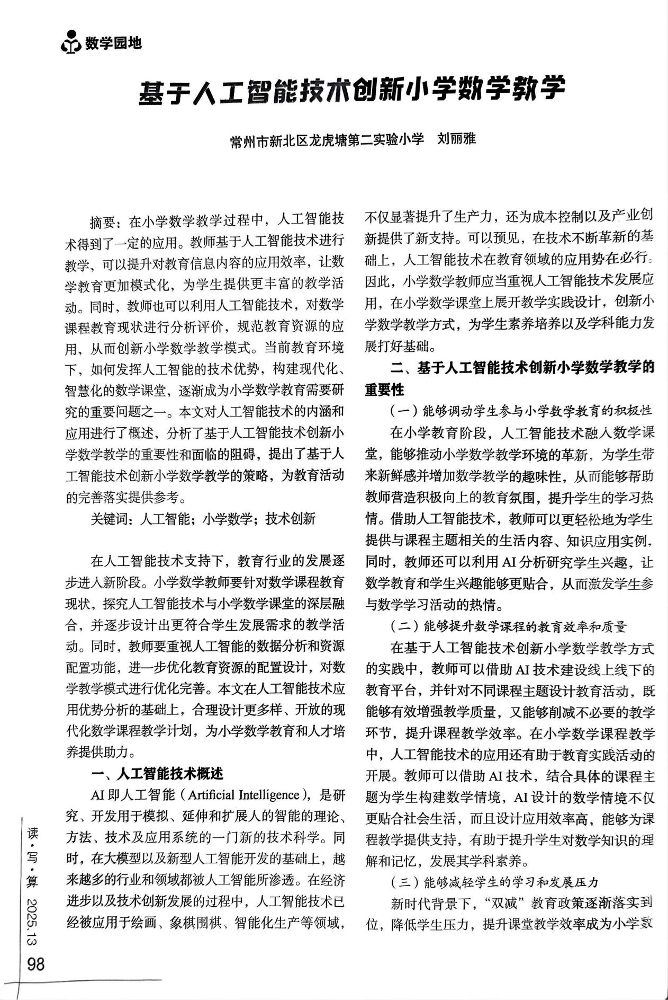 数学园地
基于人工智能技术创新小学数学教学
常州市新北区龙虎塘第二实验小学 刘丽雅
摘要：在小学数学教学过程中，人工智能技
术得到了一定的应用。教师基于人工智能技术进行
教学、可以提升对教育信息内容的应用效率，让数
学教育更加模式化，为学生提供更丰富的教学活
动。同时，教师也可以利用人工智能技术，对数学
课程教育现状进行分析评价，规范教育资源的应
用，从而创新小学数学教学模式。当前教育环境
下，如何发挥人工智能的技术优势，构建现代化、
智慧化的数学课堂，逐渐成为小学数学教育需要研
究的重要问题之一。本文对人工智能技术的内涵和
应用进行了概述，分析了基于人工智能技术创新小
学数学教学的重要性和面临的阻碍，提出了基于人
工智能技术创新小学数学教学的策略，为教育活动
的完善落实提供参考。
关键词：人工智能；小学数学；技术创新
在人工智能技术支持下，教育行业的发展逐
步进入新阶段。小学数学教师要针对数学课程教育
现状，探究人工智能技术与小学数学课堂的深层融
合，并逐步设计出更符合学生发展需求的教学活
动。同时，教师要重视人工智能的数据分析和资源
配置功能，进一步优化教育资源的配置设计，对数
学教学模式进行优化完善。本文在人工智能技术应
用优势分析的基础上，合理设计更多样、开放的现
代化数学课程教学计划，为小学数学教育和人才培
养提供助力。
一、人工智能技术概述
AI 即人工智能（Artificial Intelligence），是研
究、开发用于模拟、延伸和扩展人的智能的理论、
方法、技术及应用系统的一门新的技术科学。同
时，在大模型以及新型人工智能开发的基础上，越
来越多的行业和领域都被人工智能所渗透。在经济
进步以及技术创新发展的过程中，人工智能技术已
经被应用于绘画、象棋围棋、智能化生产等领域，
不仅显著提升了生产力，还为成本控制以及产业创
新提供了新支持。可以预见，在技术不断革新的基
础上，人工智能技术在教育领域的应用势在必行。
因此，小学数学教师应当重视人工智能技术发展应
用，在小学数学课堂上展开教学实践设计，创新小
学数学教学方式，为学生素养培养以及学科能力发
展打好基础。
二、基于人工智能技术创新小学数学教学的
重要性
（一）能够调动学生参与小学数学教育的积极性
在小学教育阶段，人工智能技术融入数学课
堂，能够推动小学数学教学环境的革新，为学生带
来新鲜感并增加数学教学的趣味性，从而能够帮助
教师营造积极向上的教育氛围，提升学生的学习热
情。借助人工智能技术，教师可以更轻松地为学生
提供与课程主题相关的生活内容、知识应用实例，
同时，教师还可以利用 AI 分析研究学生兴趣，让
数学教育和学生兴趣能够更贴合，从而激发学生参
与数学学习活动的热情。
（二）能够提升数学课程的教育效率和质量
在基于人工智能技术创新小学数学教学方式
的实践中，教师可以借助 AI 技术建设线上线下的
教育平台，并针对不同课程主题设计教育活动，既
能够有效增强教学质量，又能够削减不必要的教学
环节，提升课程教学效率。在小学数学课程教学
中，人工智能技术的应用还有助于教育实践活动的
开展。教师可以借助 AI 技术，结合具体的课程主
题为学生构建数学情境，AI 设计的数学情境不仅
更贴合社会生活，而且设计应用效率高，能够为课
程教学提供支持，有助于提升学生对数学知识的理
解和记忆，发展其学科素养。
（三）能够减轻学生的学习和发展压力
新时代背景下，“双减”教育政策逐渐落实到
位，降低学生压力，提升课堂教学效率成为小学数
读·写·算 2025.13
98